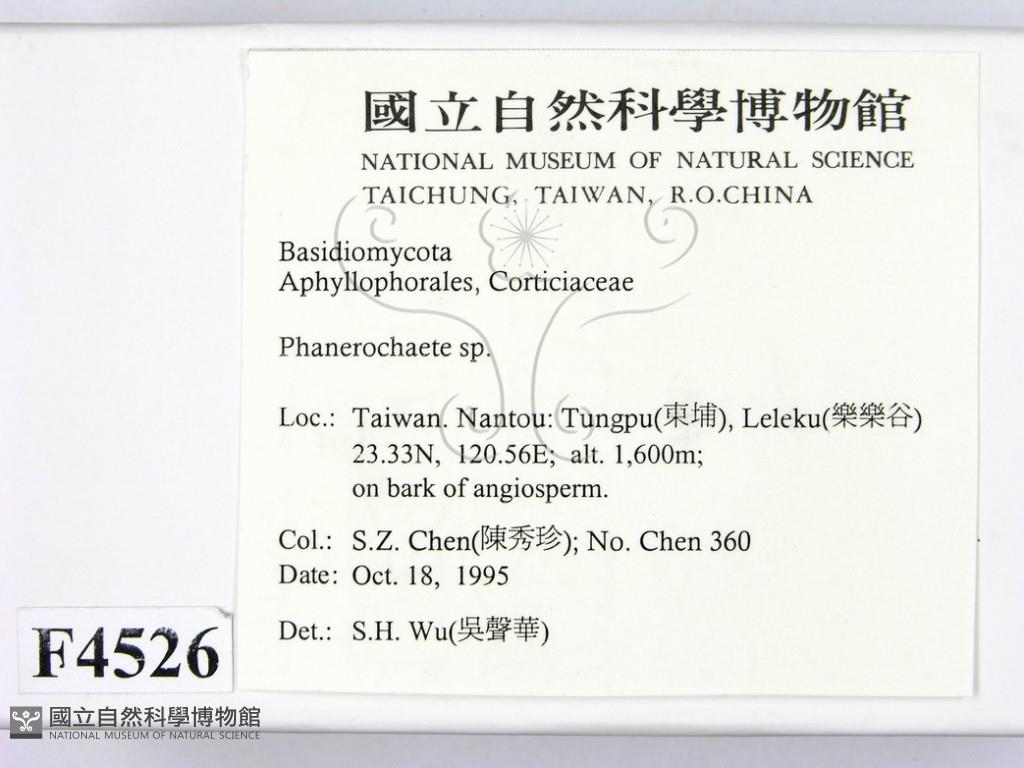 國立自然科學博物館
NATIONAL MUSEUM OF NATURAL SCIENCE
TAICHUNG, TAIWAN, R.O.CHINA
Basidiomycota
Aphyllophorales, Corticiaceae
Phanerochaete sp.
Loc.: Taiwan. Nantou: Tungpu(東埔), Leleku(樂樂谷)
23.33N, 120.56E; alt. 1,600m;
on bark of angiosperm.
Col.: S.Z. Chen(陳秀珍); No. Chen 360
Date: Oct. 18, 1995
Det.: S.H. Wu(吳聲華)
F4526
國立自然科學博物館
NATIONAL MUSEUM OF NATURAL SCIENCE